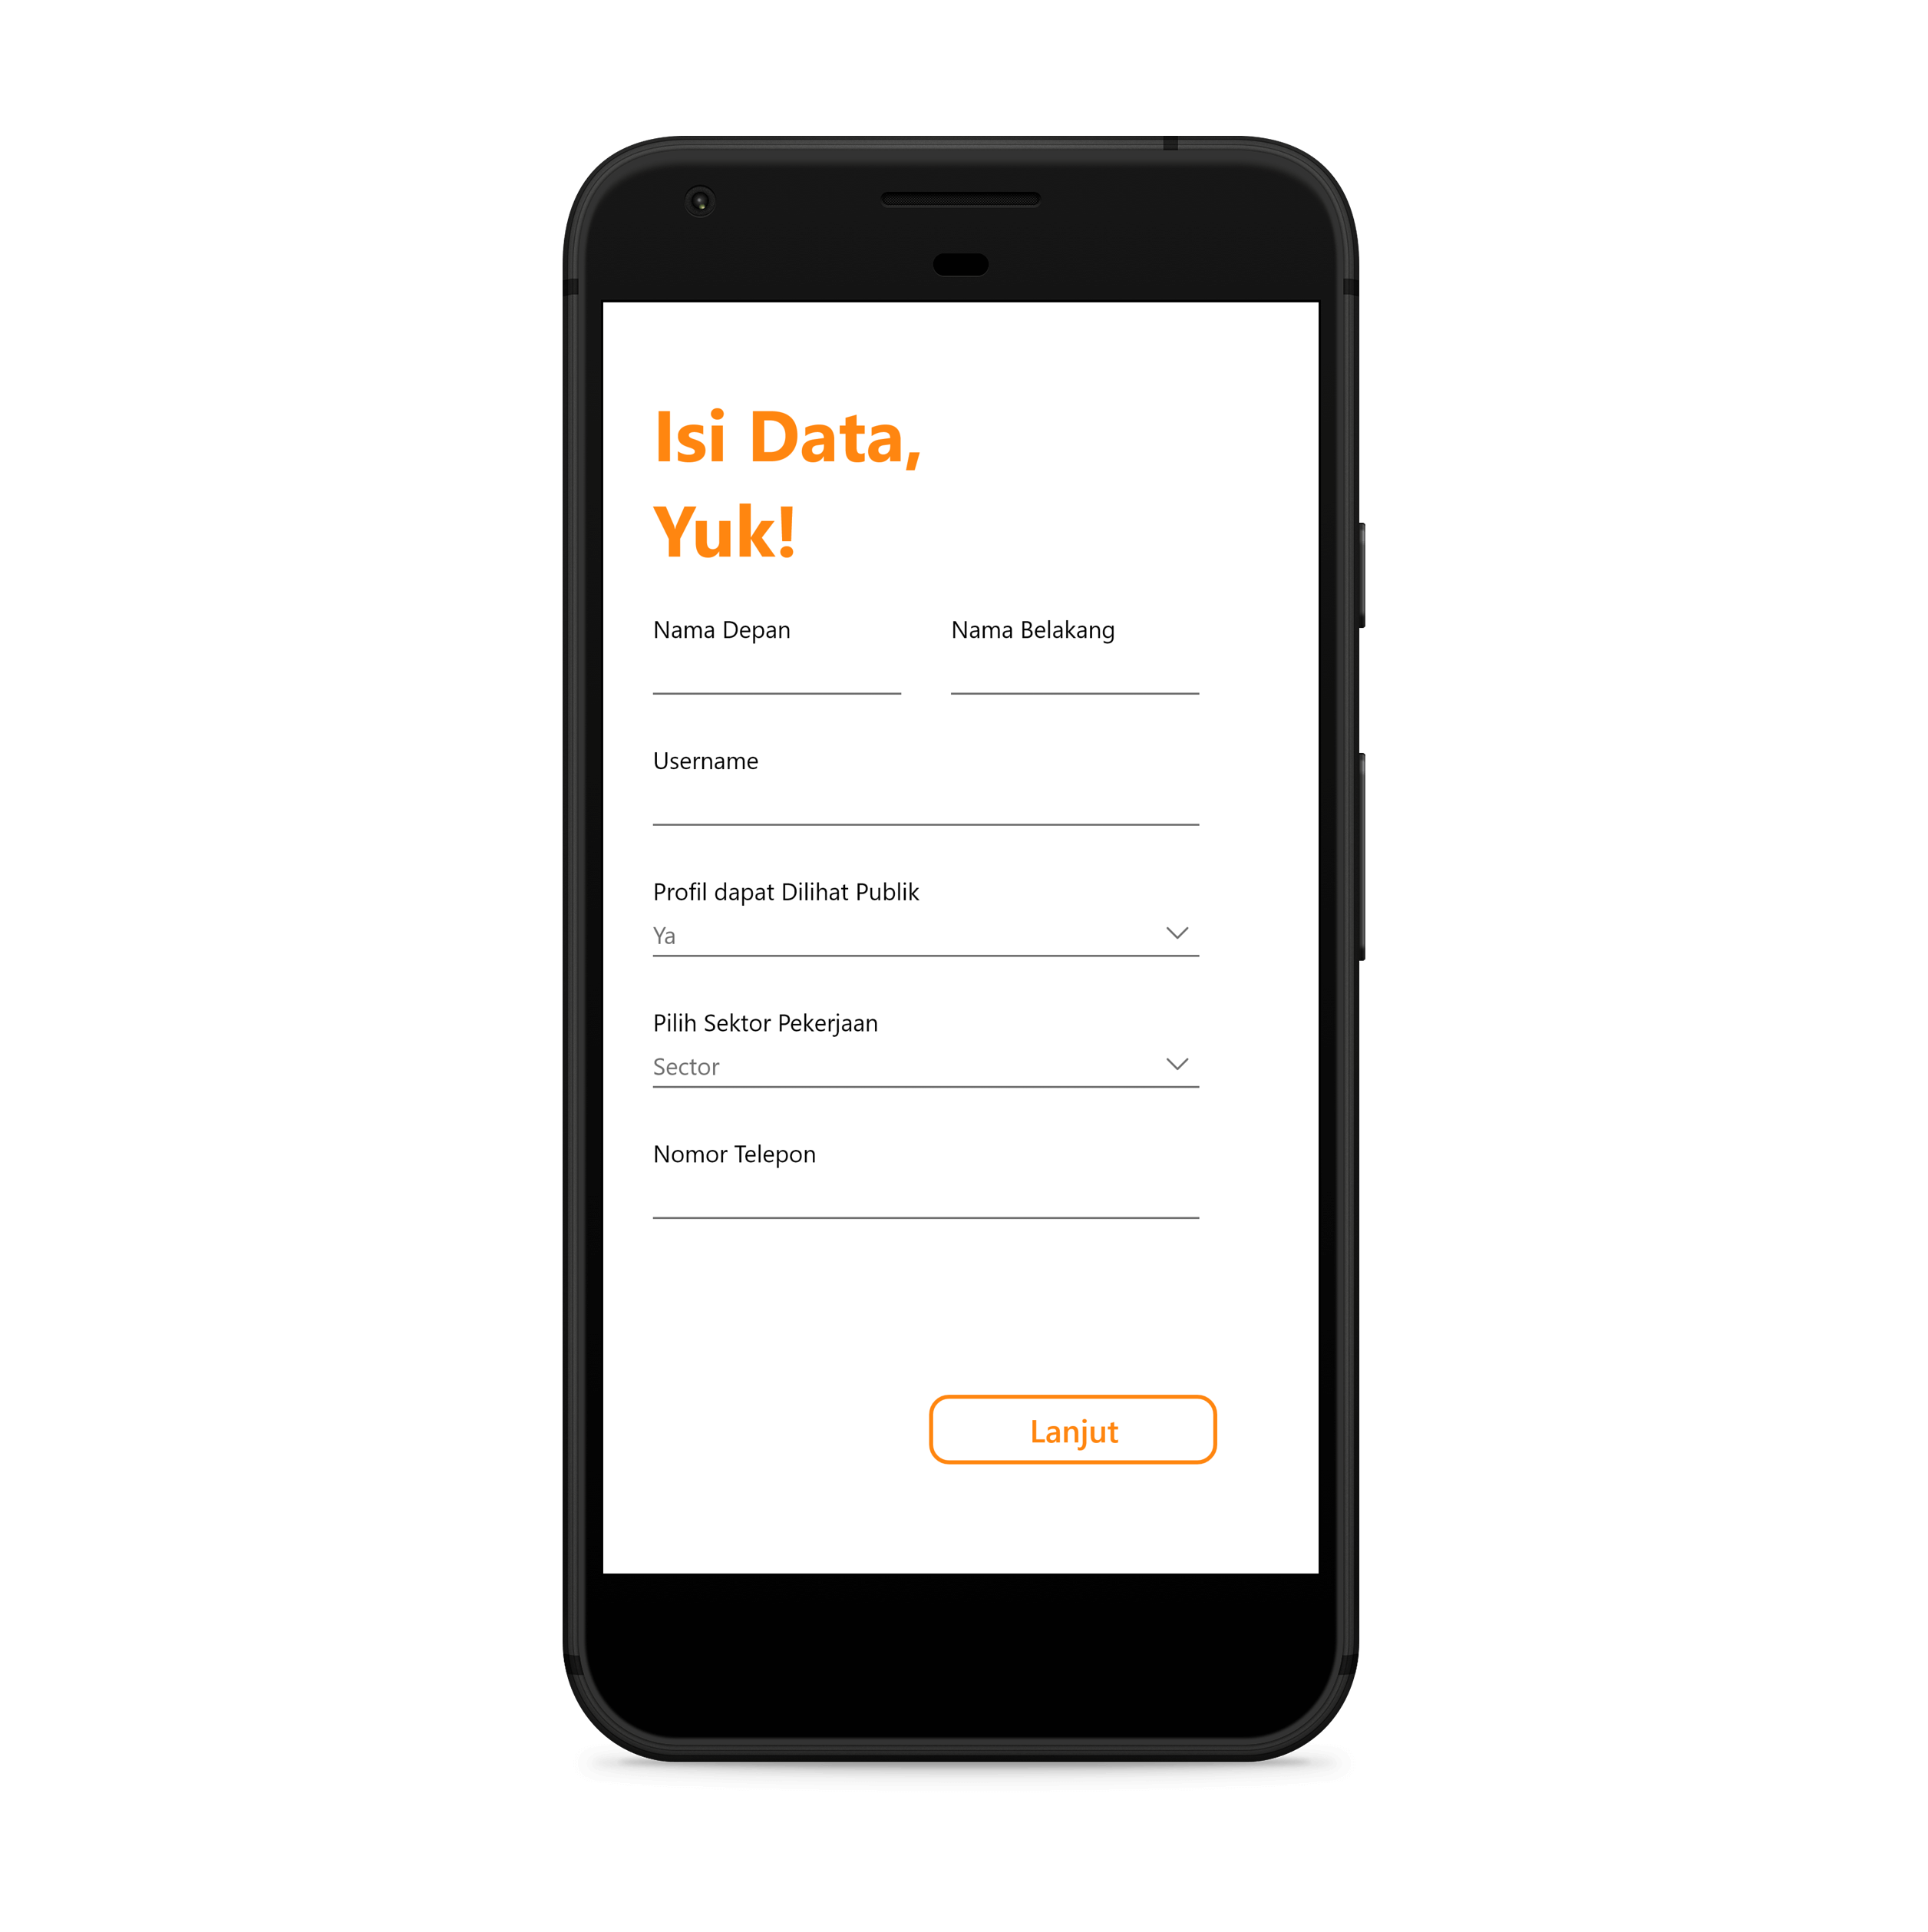 Isi Data,
Yuk!
Nama Depan
Nama Belakang
Username
Profil dapat Dilihat Publik
Ya
Pilih Sektor Pekerjaan
Sector
Nomor Telepon
Lanjut